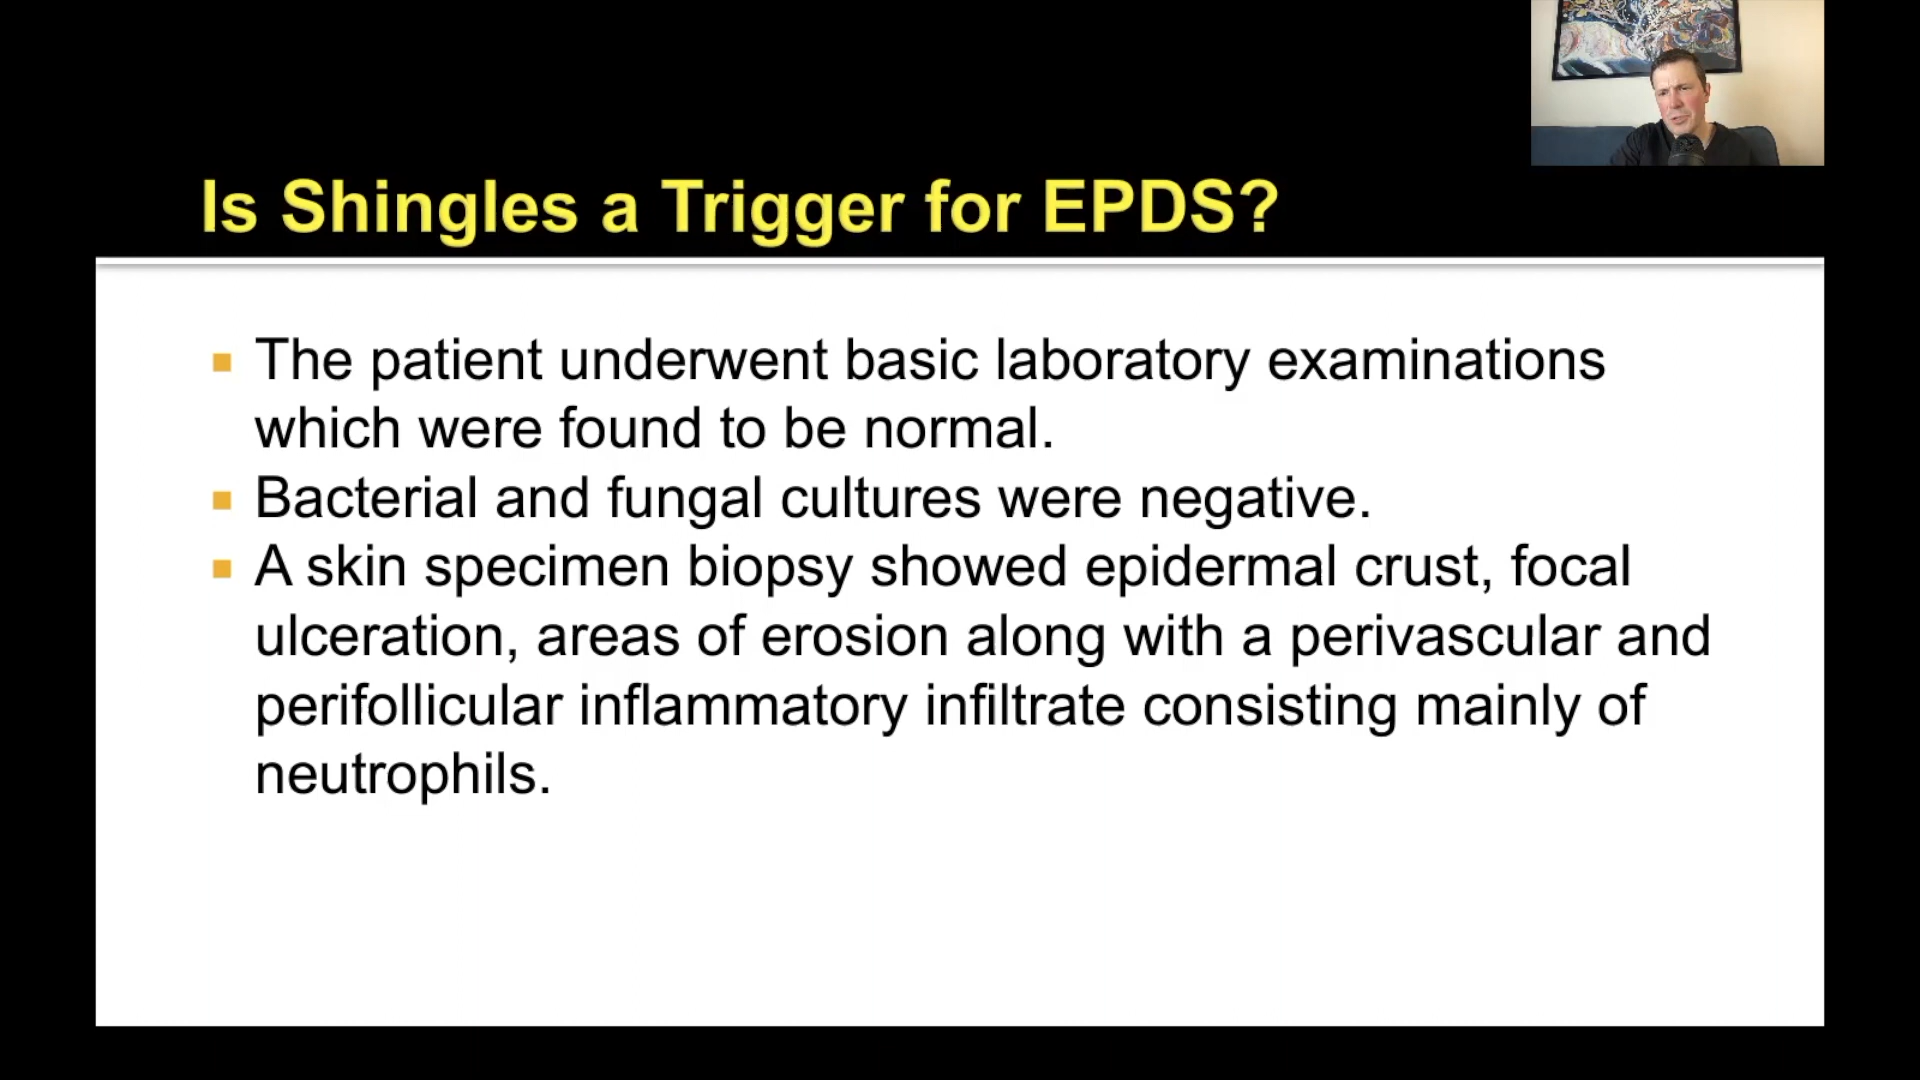 Is Shingles a Trigger for EPDS?
The patient underwent basic laboratory examinations
which were found to be normal.
Bacterial and fungal cultures were negative.
A skin specimen biopsy showed epidermal crust, focal
ulceration, areas of erosion along with a perivascular and
perifollicular inflammatory infiltrate consisting mainly of
neutrophils.